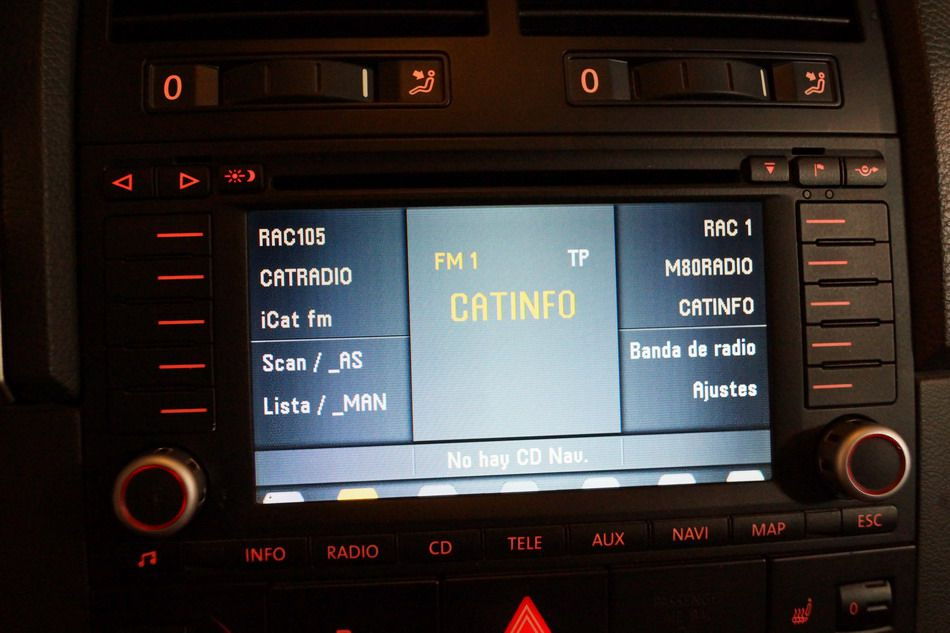 0
0
RAC105
CATRADIO
iCat fm
Scan / _AS
Lista / _MAN
FM 1 TP
CATINFO
RAC 1
M80RADIO
CATINFO
Banda de radio
Ajustes
No hay CD Nav.
INFO RADIO CD TELE AUX NAVI MAP ESC
0